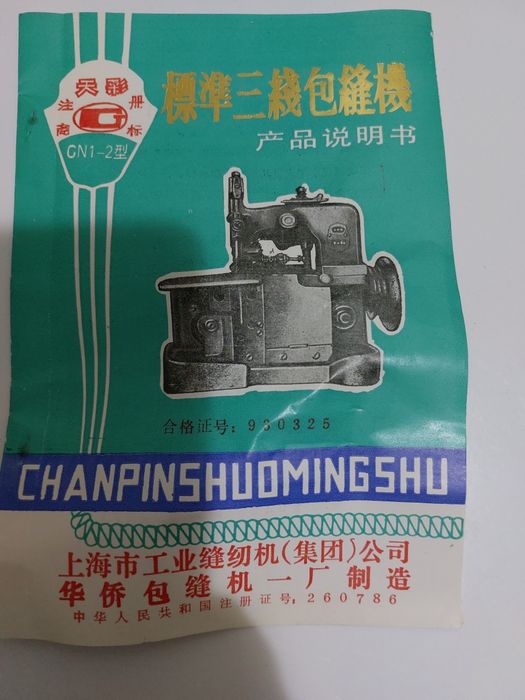 注册
G
商标
GN1-2型
標準三綫包縫機
产品说明书
合格证号：930325
CHANPINSHUOMINGSHU
上海市工业缝纫机(集团)公司
华侨包缝机一厂制造
中华人民共和国注册证号：260786